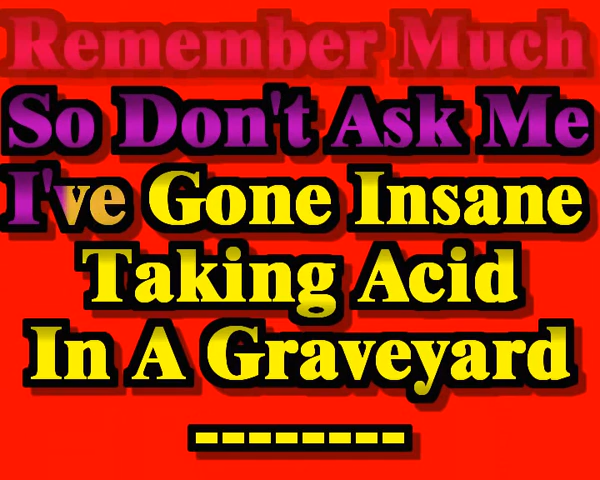 Remember Much
So Don't Ask Me
I've Gone Insane
Taking Acid
In A Graveyard
--------